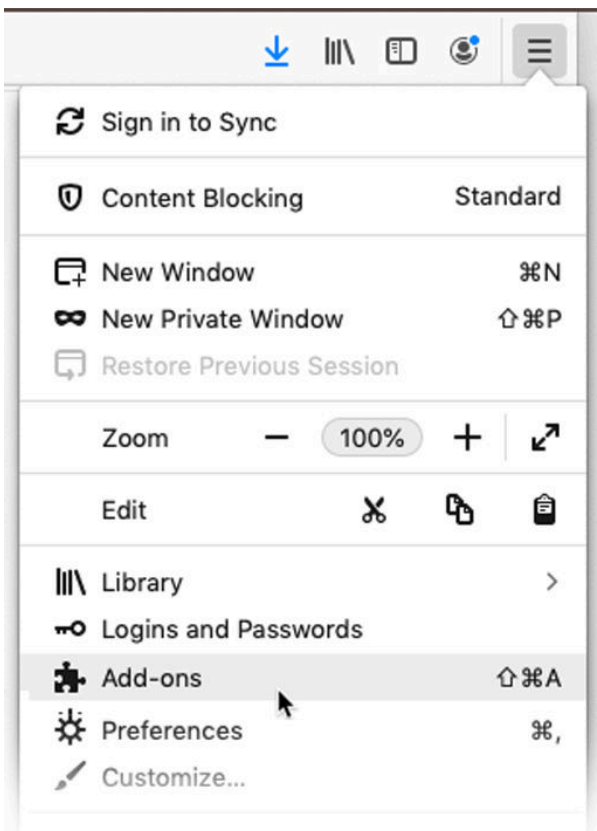 Sign in to Sync
Content Blocking Standard
New Window ⌘N
New Private Window ⇧⌘P
Restore Previous Session
Zoom − 100% +
Edit
Library >
Logins and Passwords
Add-ons ⇧⌘A
Preferences ⌘,
Customize...